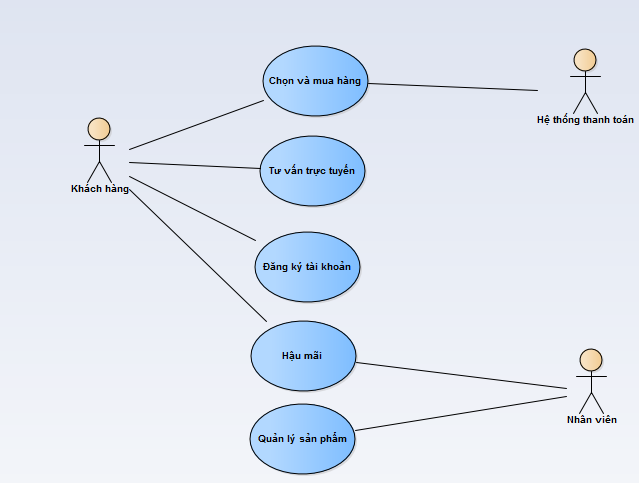 Chọn và mua hàng
Hệ thống thanh toán
Khách hàng
Tư vấn trực tuyến
Đăng ký tài khoản
Hậu mãi
Nhân viên
Quản lý sản phẩm